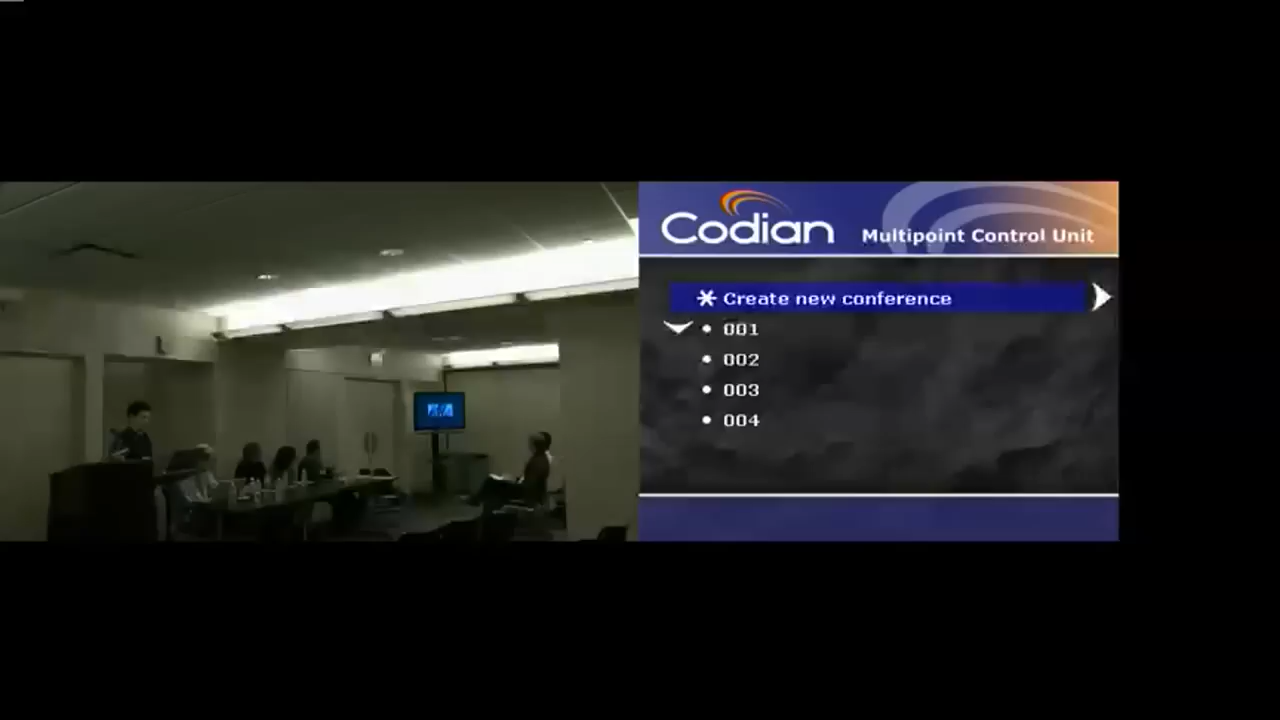 Codian
Multipoint Control Unit
* Create new conference
• 001
• 002
• 003
• 004